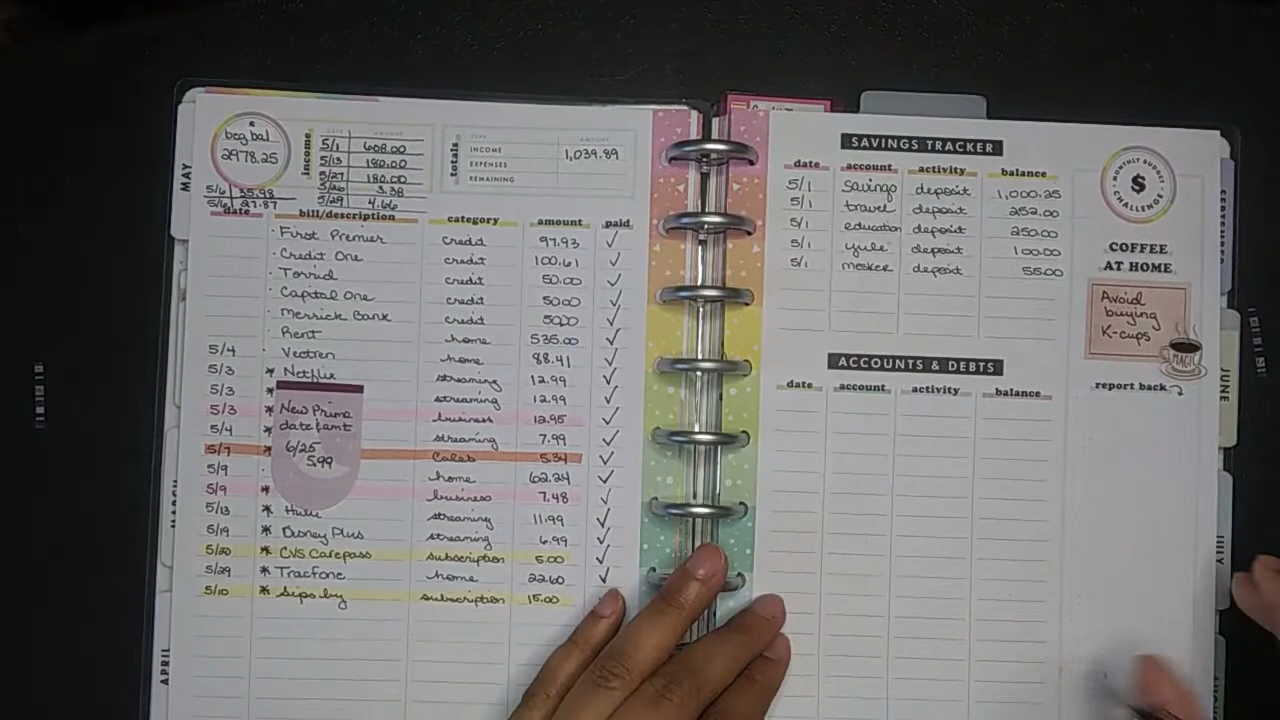 MAY
beg bal
2978.25
income
DATE AMOUNT
5/1 608.00
5/13 180.00
5/27 180.00
5/26 3.38
5/29 4.66
5/6 35.98
5/6 27.87
totals
TYPE AMOUNT
INCOME 1,039.89
EXPENSES
REMAINING
date bill/description category amount paid
First Premier credit 97.93 ✓
Credit One credit 100.61 ✓
Torrid credit 50.00 ✓
Capital One credit 50.00 ✓
Merrick Bank credit 50.00 ✓
Rent home 535.00 ✓
5/4 Vectren home 88.41 ✓
5/3 * Netflix streaming 12.99 ✓
5/3 * streaming 12.99 ✓
5/3 * business 12.95 ✓
5/4 * streaming 7.99 ✓
5/7 * Caleb 5.34 ✓
5/9 home 62.24 ✓
5/9 * business 7.48 ✓
5/13 * Hulu streaming 11.99 ✓
5/19 * Disney Plus streaming 6.99 ✓
5/20 * CVS Carepass subscription 5.00 ✓
5/29 * Tracfone home 22.60 ✓
5/10 * Sips by subscription 15.00
New Prime
date & amt
6/25
5.99
MARCH
APRIL
SAVINGS TRACKER
date account activity balance
5/1 savings deposit 1,000.25
5/1 travel deposit 252.00
5/1 education deposit 250.00
5/1 yule deposit 100.00
5/1 mosker deposit 55.00
ACCOUNTS & DEBTS
date account activity balance
MONTHLY BUDGET
$
CHALLENGE
COFFEE
AT HOME
Avoid
buying
K-cups
MAGIC
report back
JUNE
JULY